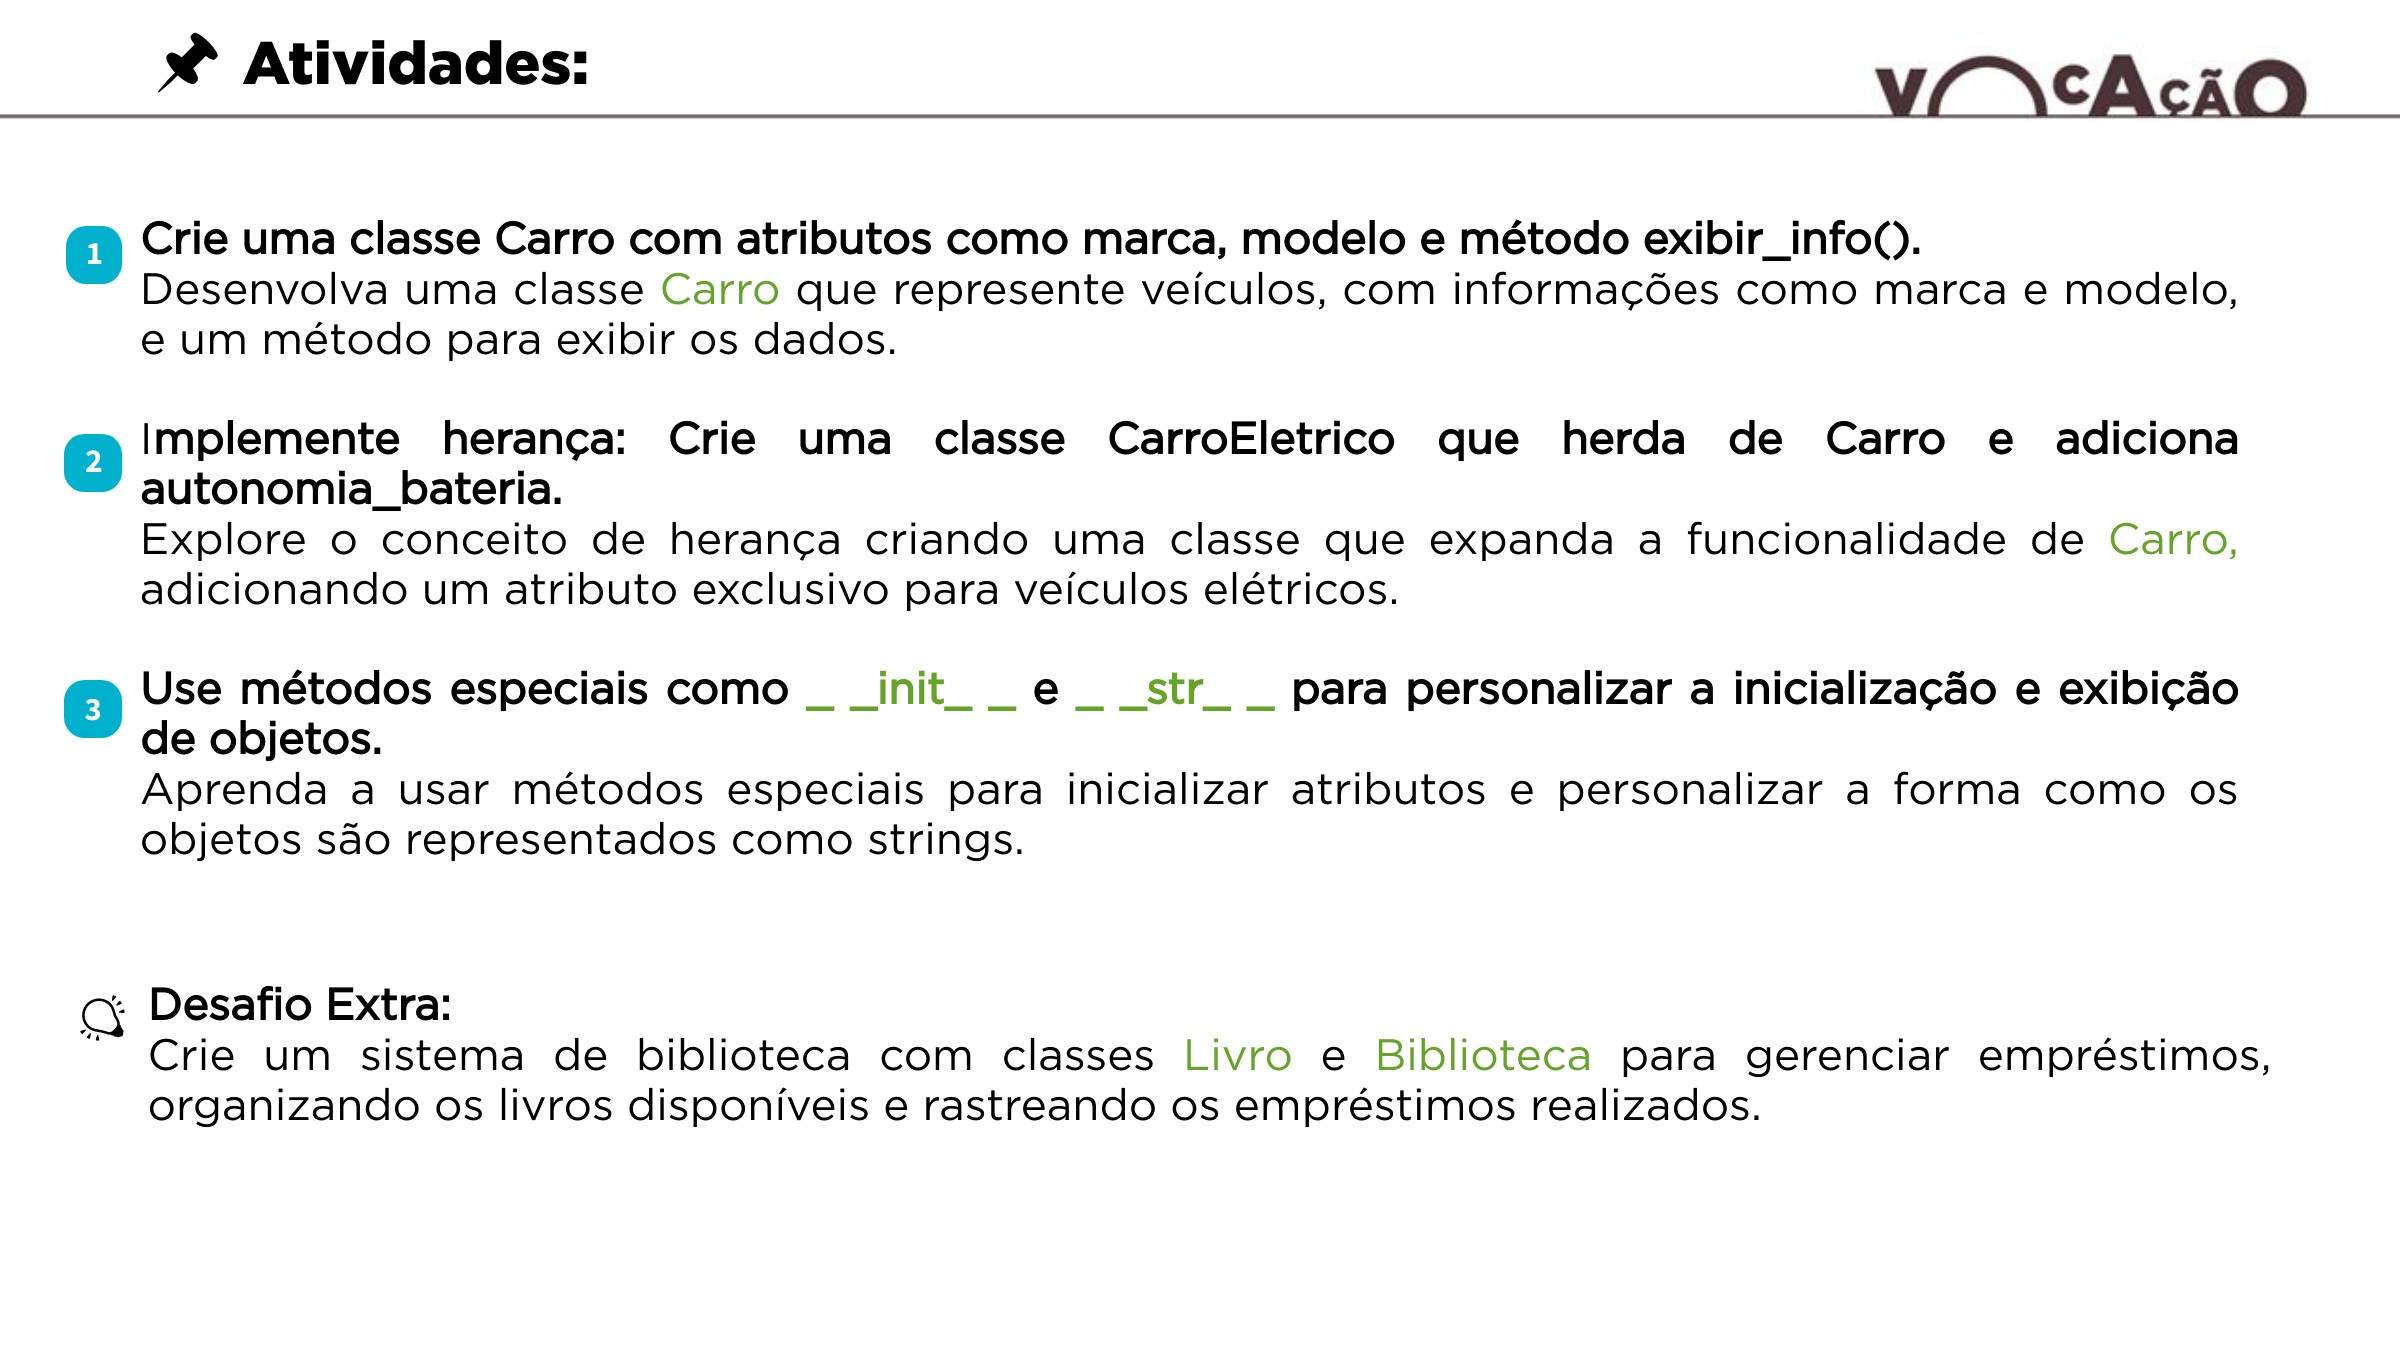 Atividades:
VOCAÇÃO
1
Crie uma classe Carro com atributos como marca, modelo e método exibir_info().
Desenvolva uma classe Carro que represente veículos, com informações como marca e modelo,
e um método para exibir os dados.
2
Implemente herança: Crie uma classe CarroEletrico que herda de Carro e adiciona
autonomia_bateria.
Explore o conceito de herança criando uma classe que expanda a funcionalidade de Carro,
adicionando um atributo exclusivo para veículos elétricos.
3
Use métodos especiais como _ _init_ _ e _ _str_ _ para personalizar a inicialização e exibição
de objetos.
Aprenda a usar métodos especiais para inicializar atributos e personalizar a forma como os
objetos são representados como strings.
Desafio Extra:
Crie um sistema de biblioteca com classes Livro e Biblioteca para gerenciar empréstimos,
organizando os livros disponíveis e rastreando os empréstimos realizados.